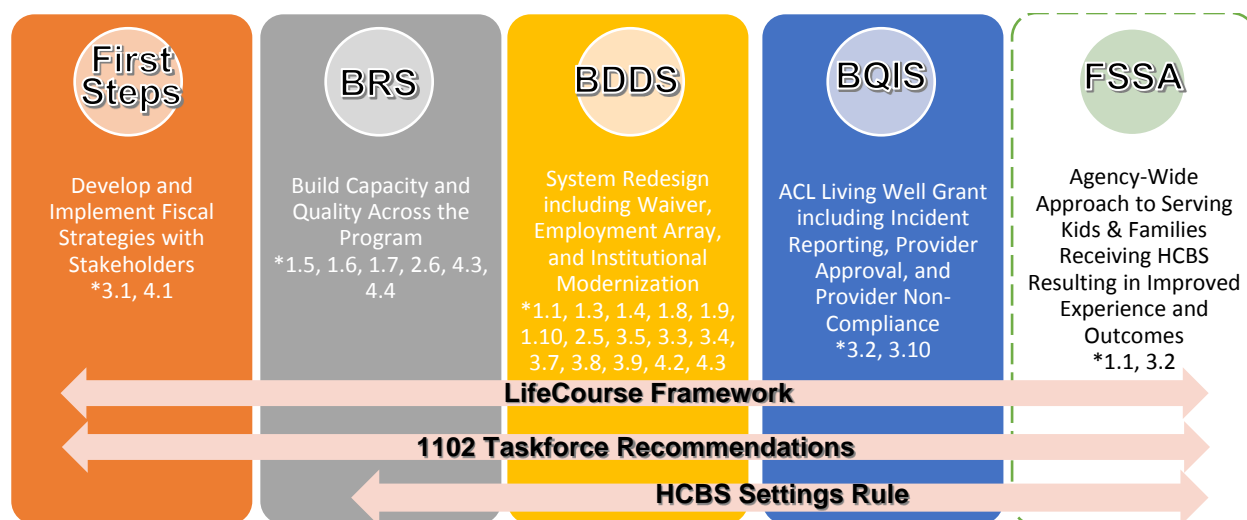 First
Steps
Develop and
Implement Fiscal
Strategies with
Stakeholders
*3.1, 4.1
BRS
Build Capacity and
Quality Across the
Program
*1.5, 1.6, 1.7, 2.6, 4.3,
4.4
BDDS
System Redesign
including Waiver,
Employment Array,
and Institutional
Modernization
*1.1, 1.3, 1.4, 1.8, 1.9,
1.10, 2.5, 3.5, 3.3, 3.4,
3.7, 3.8, 3.9, 4.2, 4.3
BQIS
ACL Living Well Grant
including Incident
Reporting, Provider
Approval, and
Provider Non-
Compliance
*3.2, 3.10
FSSA
Agency-Wide
Approach to Serving
Kids & Families
Receiving HCBS
Resulting in Improved
Experience and
Outcomes
*1.1, 3.2
LifeCourse Framework
1102 Taskforce Recommendations
HCBS Settings Rule